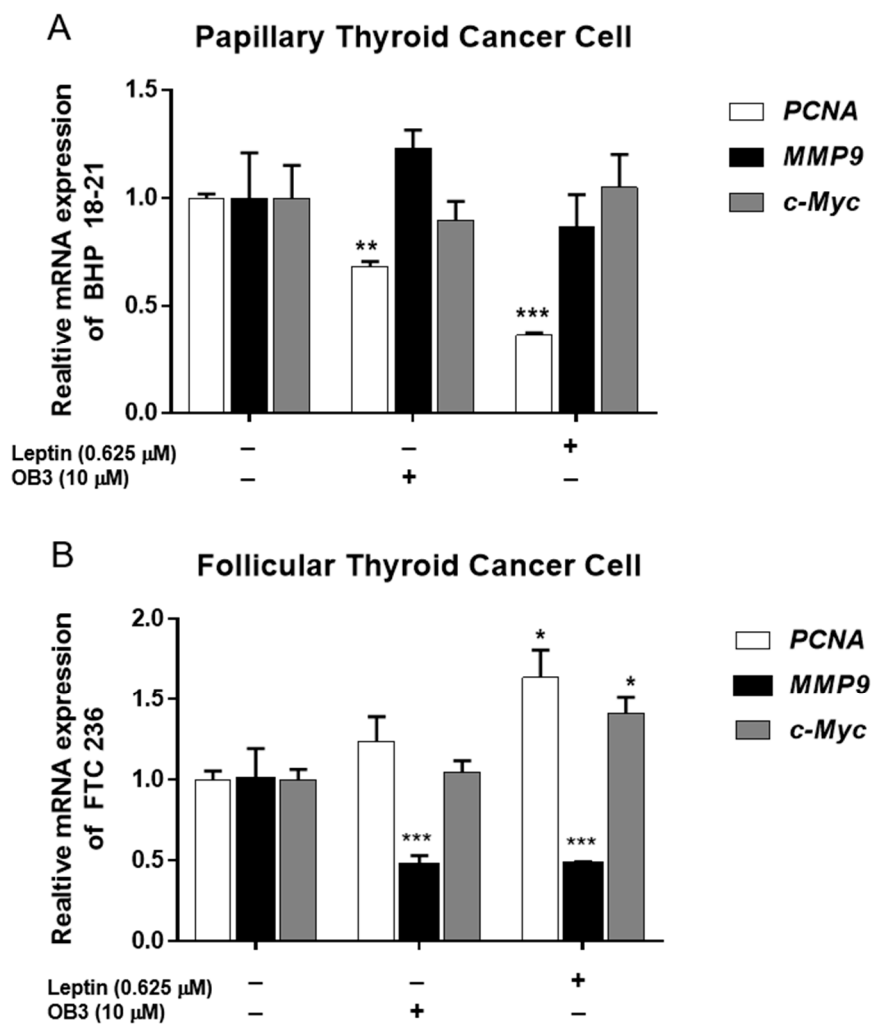 A
Papillary Thyroid Cancer Cell
Realtive mRNA expression
of BHP 18-21
1.5
1.0
0.5
0.0
**
***
PCNA
MMP9
c-Myc
Leptin (0.625 μM) – – +
OB3 (10 μM) – + –
B
Follicular Thyroid Cancer Cell
Realtive mRNA expression
of FTC 236
2.0
1.5
1.0
0.5
0.0
***
*
***
*
PCNA
MMP9
c-Myc
Leptin (0.625 μM) – – +
OB3 (10 μM) – + –